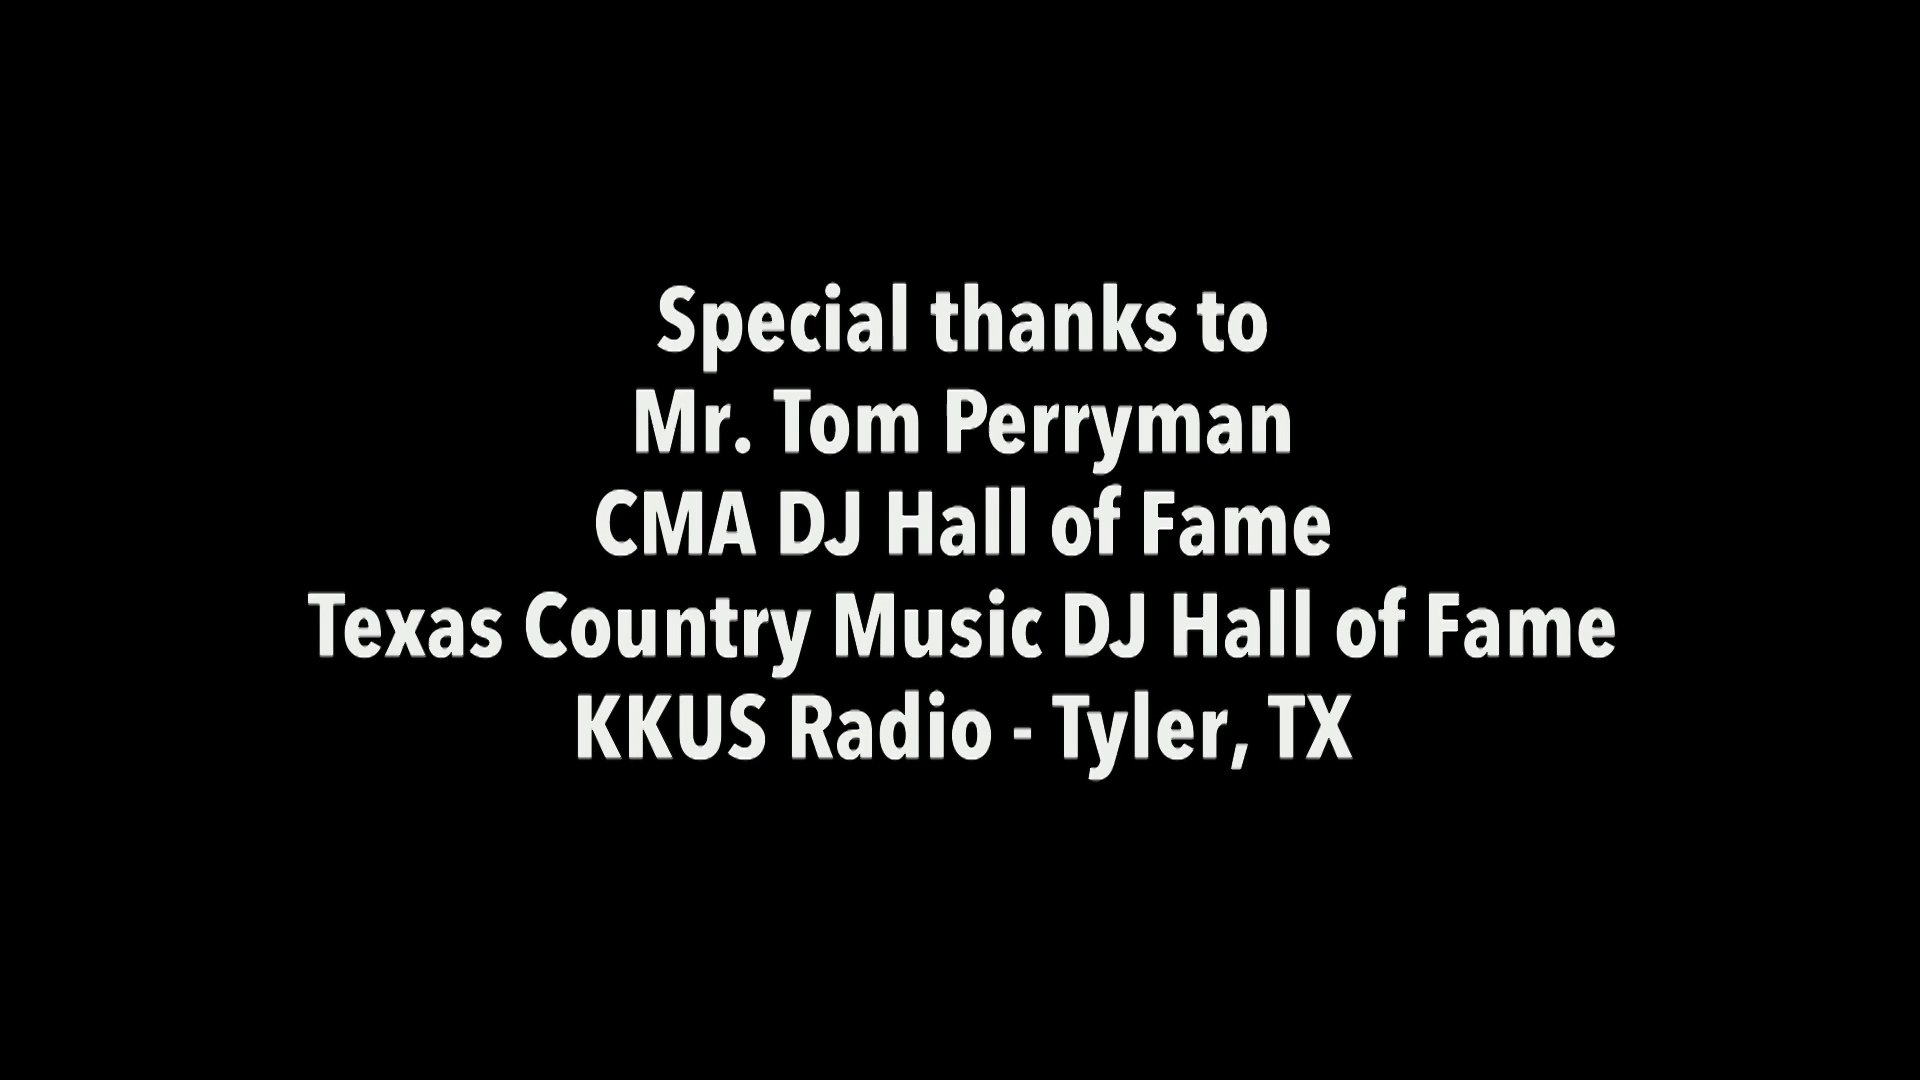 Special thanks to
Mr. Tom Perryman
CMA DJ Hall of Fame
Texas Country Music DJ Hall of Fame
KKUS Radio - Tyler, TX